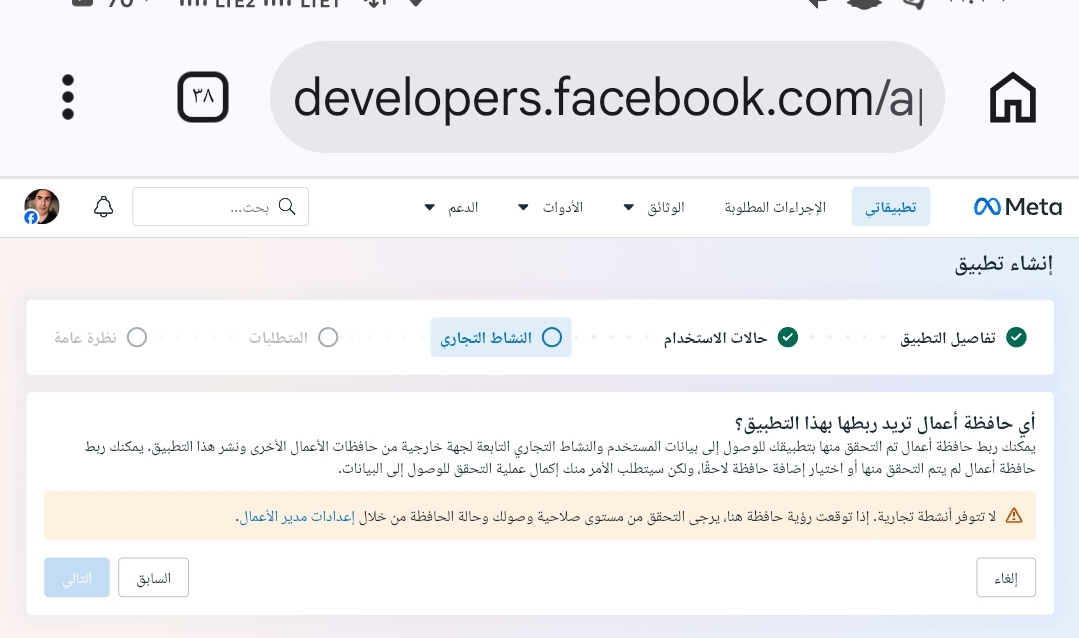 ٣٨
developers.facebook.com/a
Meta
تطبيقاتي
الإجراءات المطلوبة
الوثائق
الأدوات
الدعم
بحث...
إنشاء تطبيق
تفاصيل التطبيق
حالات الاستخدام
النشاط التجاري
المتطلبات
نظرة عامة
أي حافظة أعمال تريد ربطها بهذا التطبيق؟
يمكنك ربط حافظة أعمال تم التحقق منها بتطبيقك للوصول إلى بيانات المستخدم والنشاط التجاري التابعة لجهة خارجية من حافظات الأعمال الأخرى ونشر هذا التطبيق. يمكنك ربط
حافظة أعمال لم يتم التحقق منها أو اختيار إضافة حافظة لاحقًا، ولكن سيتطلب الأمر منك إكمال عملية التحقق للوصول إلى البيانات.
لا تتوفر أنشطة تجارية. إذا توقعت رؤية حافظة هنا، يرجى التحقق من مستوى صلاحية وصولك وحالة الحافظة من خلال إعدادات مدير الأعمال.
إلغاء
السابق
التالي